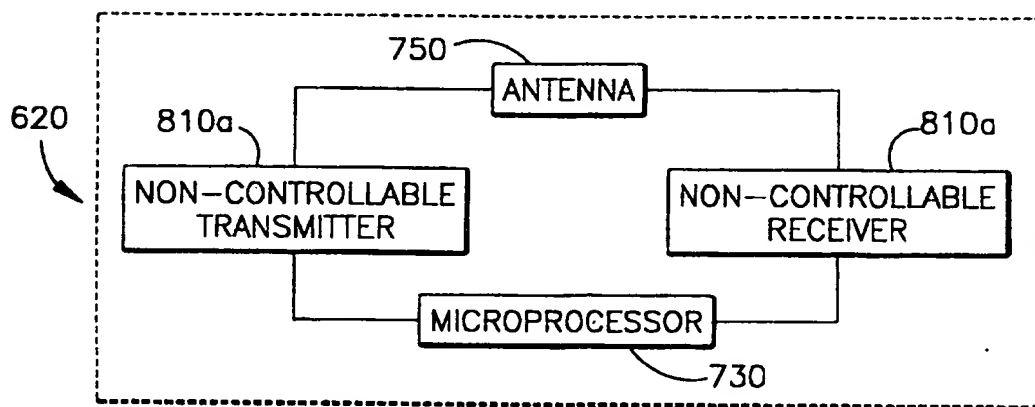 750
ANTENNA
620
810a
810a
NON-CONTROLLABLE
TRANSMITTER
NON-CONTROLLABLE
RECEIVER
MICROPROCESSOR
730